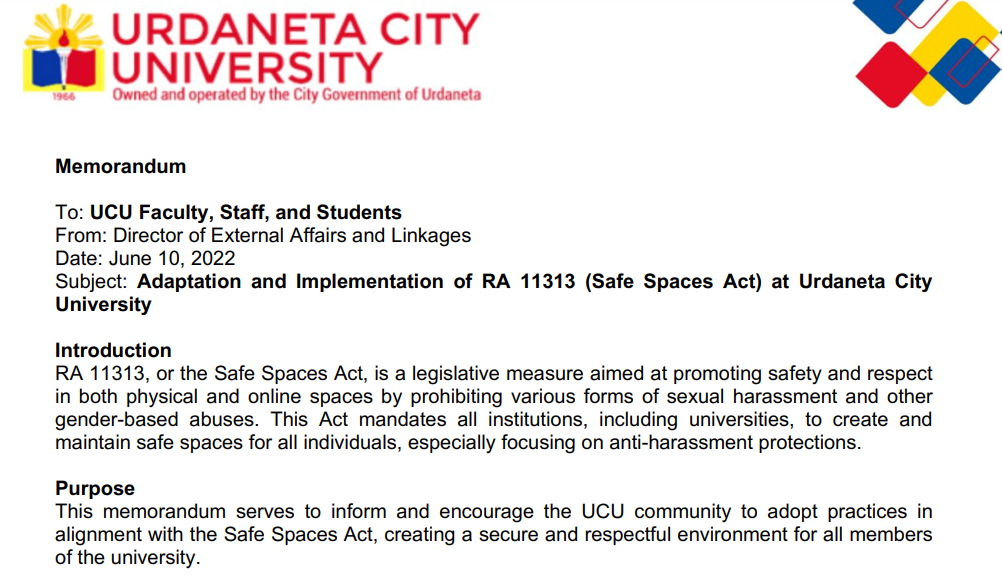 URDANETA CITY
UNIVERSITY
1966
Owned and operated by the City Government of Urdaneta
Memorandum
To: UCU Faculty, Staff, and Students
From: Director of External Affairs and Linkages
Date: June 10, 2022
Subject: Adaptation and Implementation of RA 11313 (Safe Spaces Act) at Urdaneta City
University
Introduction
RA 11313, or the Safe Spaces Act, is a legislative measure aimed at promoting safety and respect
in both physical and online spaces by prohibiting various forms of sexual harassment and other
gender-based abuses. This Act mandates all institutions, including universities, to create and
maintain safe spaces for all individuals, especially focusing on anti-harassment protections.
Purpose
This memorandum serves to inform and encourage the UCU community to adopt practices in
alignment with the Safe Spaces Act, creating a secure and respectful environment for all members
of the university.